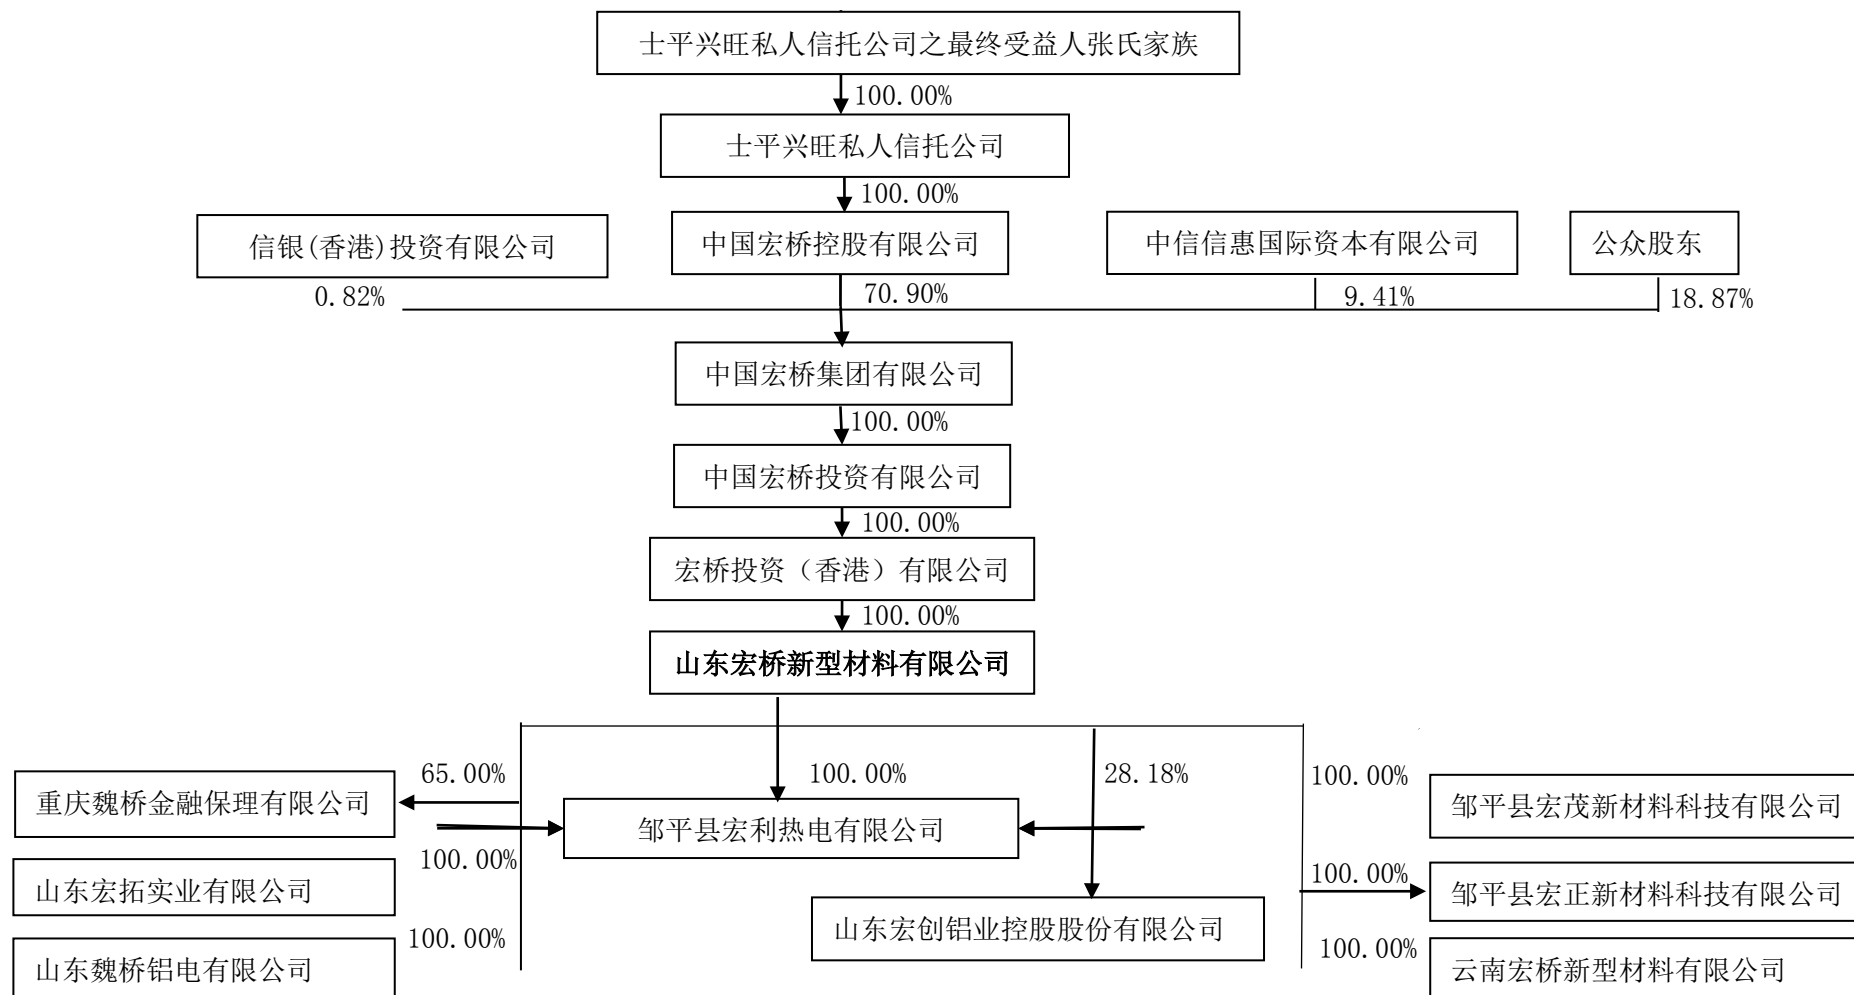 士平兴旺私人信托公司之最终受益人张氏家族
100.00%
士平兴旺私人信托公司
100.00%
信银(香港)投资有限公司
中国宏桥控股有限公司
中信信惠国际资本有限公司
公众股东
0.82%
70.90%
9.41%
18.87%
中国宏桥集团有限公司
100.00%
中国宏桥投资有限公司
100.00%
宏桥投资（香港）有限公司
100.00%
山东宏桥新型材料有限公司
65.00%
100.00%
28.18%
100.00%
重庆魏桥金融保理有限公司
邹平县宏利热电有限公司
邹平县宏茂新材料科技有限公司
100.00%
100.00%
山东宏拓实业有限公司
邹平县宏正新材料科技有限公司
山东宏创铝业控股股份有限公司
100.00%
100.00%
山东魏桥铝电有限公司
云南宏桥新型材料有限公司